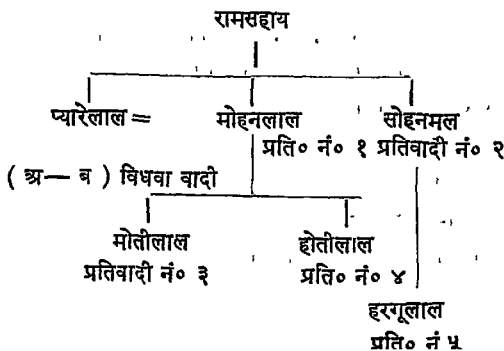 रामसहाय
प्यारेलाल = मोहनलाल सोहनमल
प्रति० नं० १ प्रतिवादी नं० २
( अ— ब ) विधवा वादी
मोतीलाल होतीलाल
प्रतिवादी नं० ३ प्रति० नं० ४
हरगूलाल
प्रति० नं ५